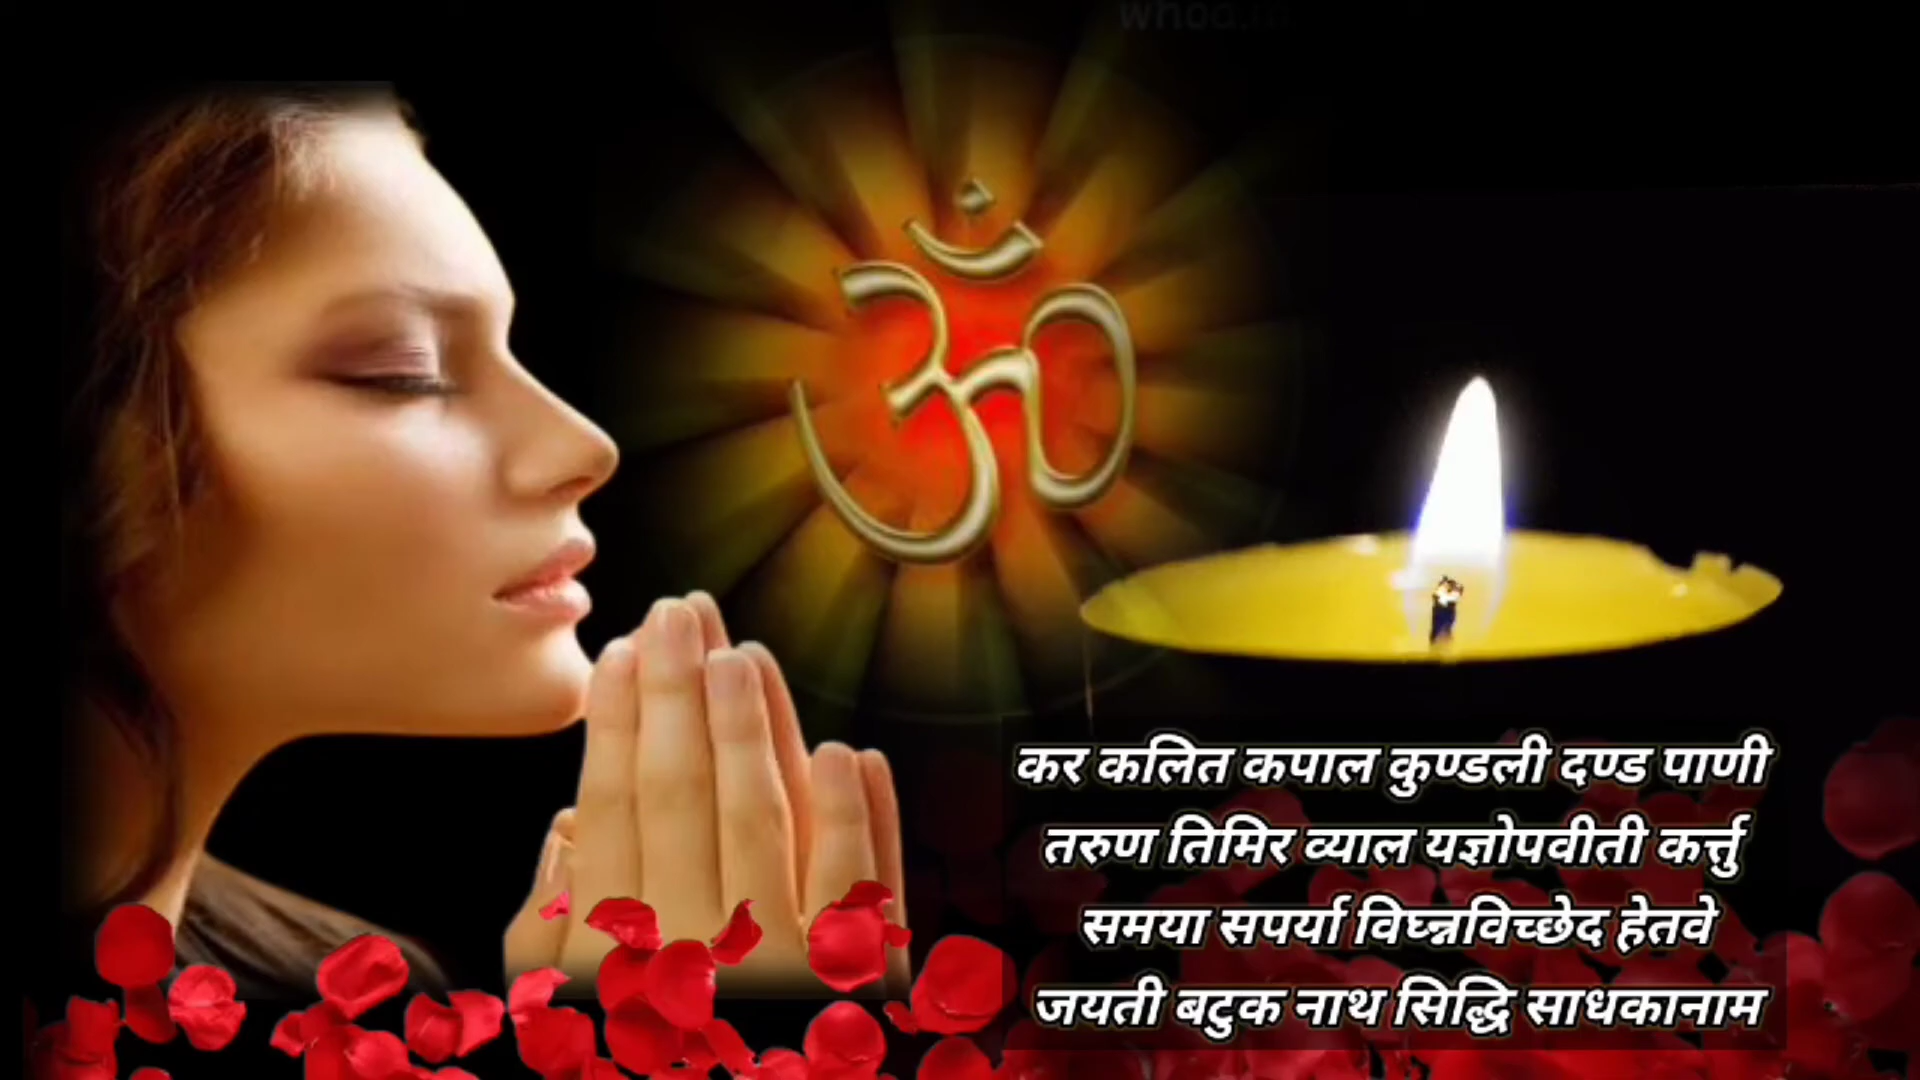 कर कलित कपाल कुण्डली दण्ड पाणी
तरुण तिमिर व्याल यज्ञोपवीती कर्त्तु
समया सपर्या विघ्नविच्छेद हेतवे
जयती बटुक नाथ सिद्धि साधकानाम